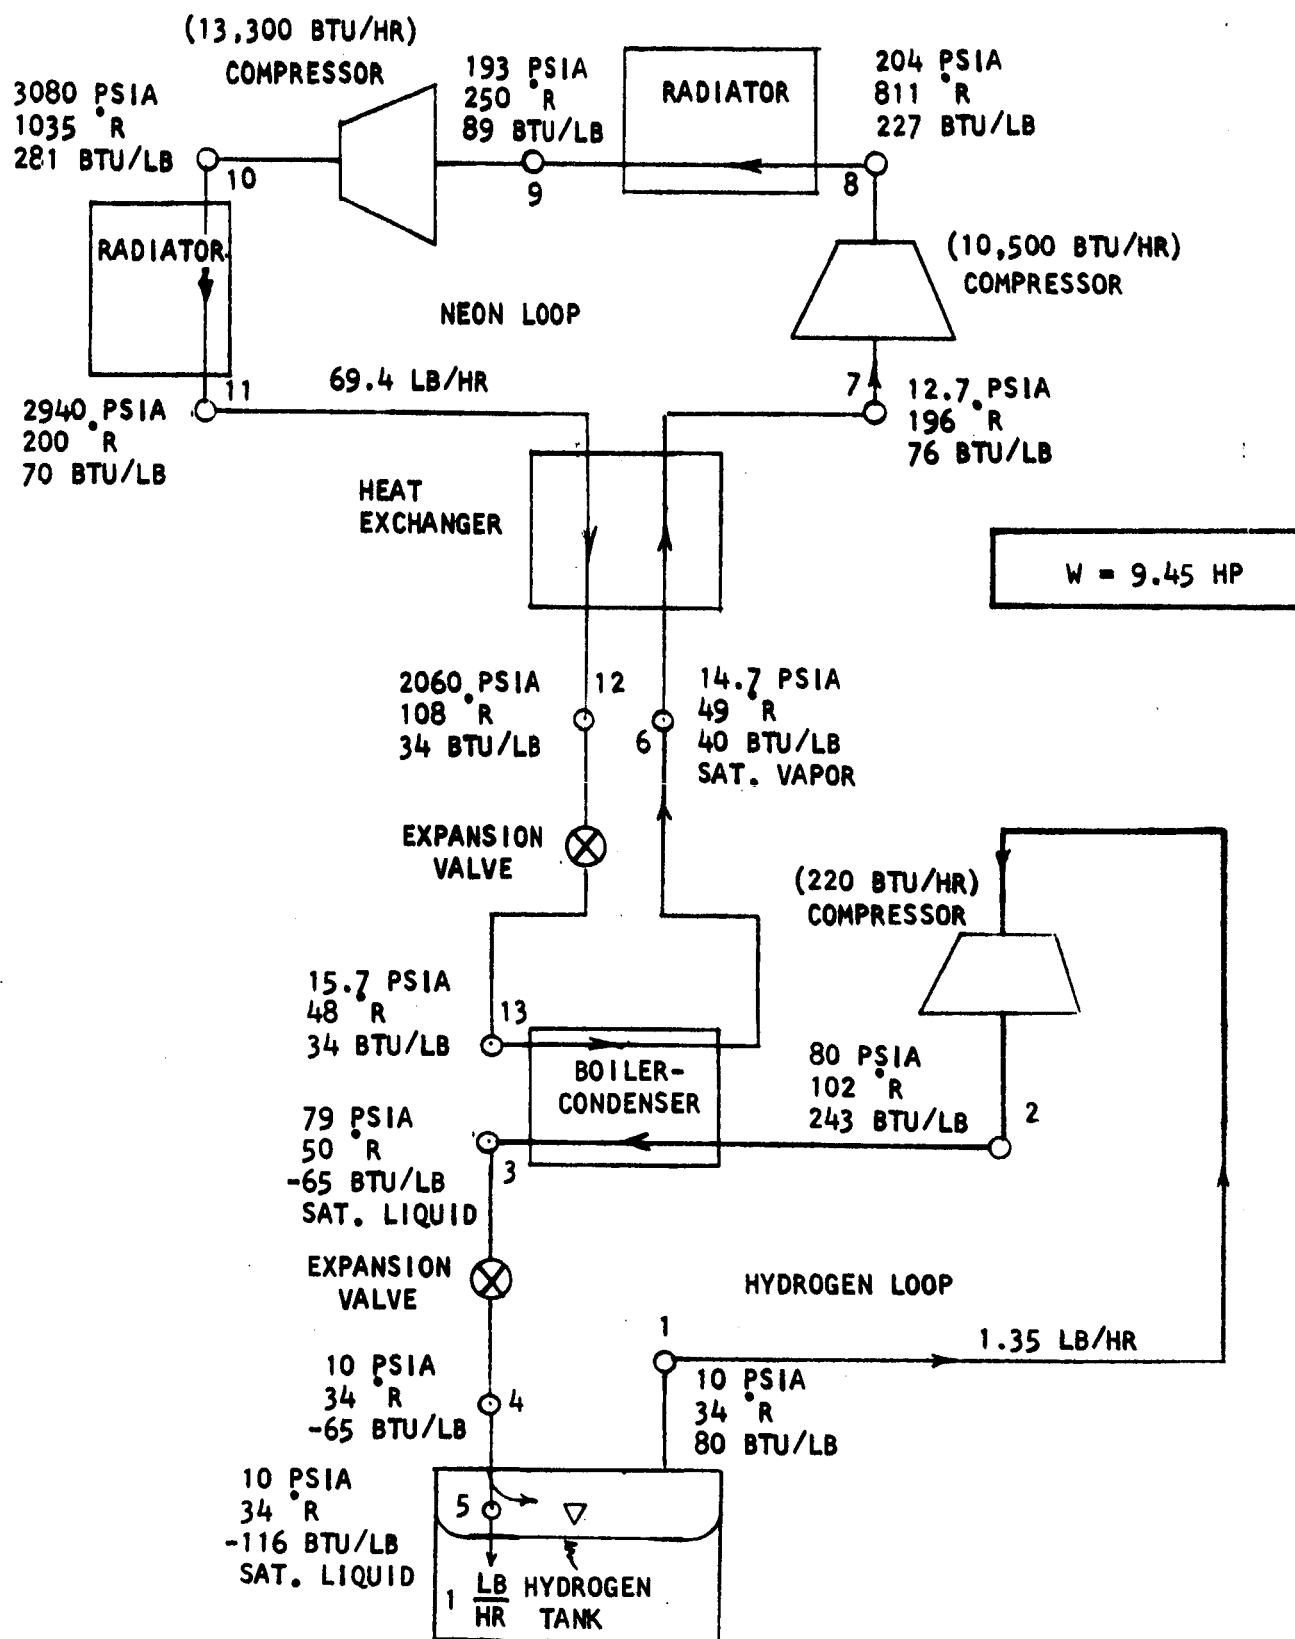 (13,300 BTU/HR)
COMPRESSOR
3080 PSIA
1035 °R
281 BTU/LB
10
193 PSIA
250 °R
89 BTU/LB
9
RADIATOR
204 PSIA
811 °R
227 BTU/LB
8
RADIATOR
(10,500 BTU/HR)
COMPRESSOR
NEON LOOP
11
69.4 LB/HR
2940 PSIA
200 °R
70 BTU/LB
7
12.7 PSIA
196 °R
76 BTU/LB
HEAT
EXCHANGER
W = 9.45 HP
2060 PSIA
108 °R
34 BTU/LB
12
14.7 PSIA
49 °R
40 BTU/LB
SAT. VAPOR
6
EXPANSION
VALVE
(220 BTU/HR)
COMPRESSOR
15.7 PSIA
48 °R
34 BTU/LB
13
BOILER-
CONDENSER
80 PSIA
102 °R
243 BTU/LB
2
79 PSIA
50 °R
-65 BTU/LB
SAT. LIQUID
3
EXPANSION
VALVE
HYDROGEN LOOP
1
1.35 LB/HR
10 PSIA
34 °R
-65 BTU/LB
4
10 PSIA
34 °R
80 BTU/LB
10 PSIA
34 °R
-116 BTU/LB
SAT. LIQUID
5
1 LB/HR
HYDROGEN
TANK